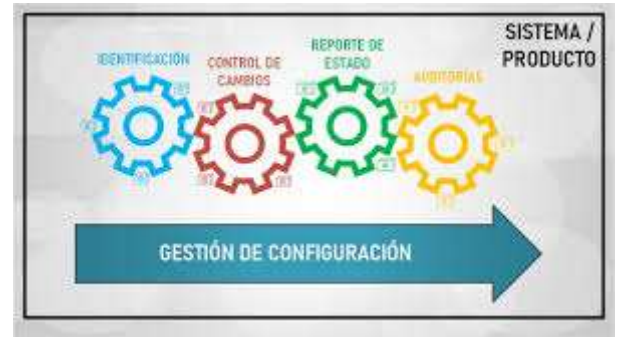 SISTEMA /
PRODUCTO
IDENTIFICACIÓN
CONTROL DE
CAMBIOS
REPORTE DE
ESTADO
AUDITORÍAS
GESTIÓN DE CONFIGURACIÓN